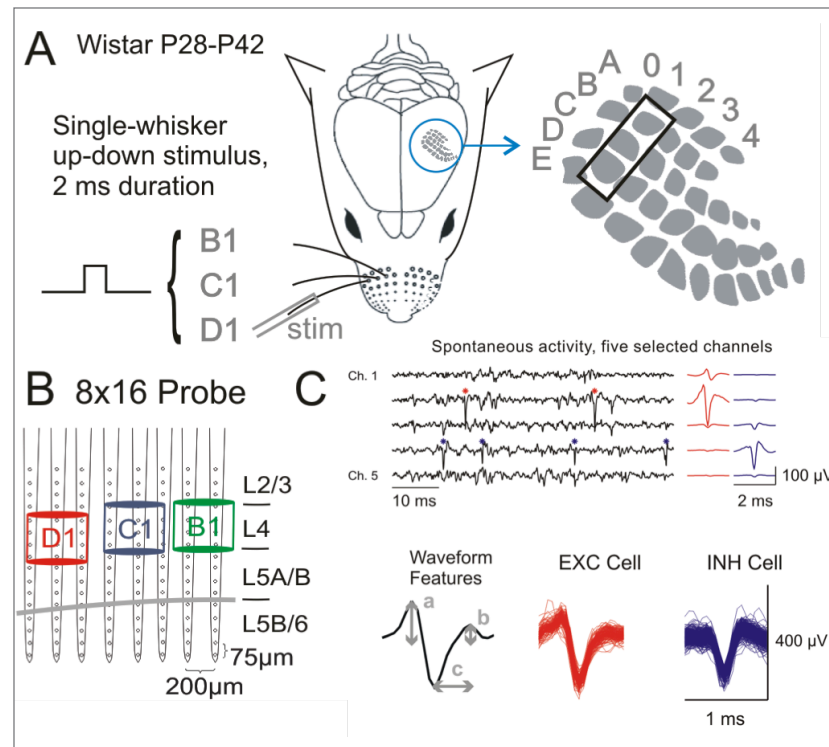 A Wistar P28-P42
Single-whisker
up-down stimulus,
2 ms duration
B1
C1
D1
stim
A
B
C
D
E
0
1
2
3
4
B 8x16 Probe
D1
C1
B1
L2/3
L4
L5A/B
L5B/6
75µm
200µm
C
Spontaneous activity, five selected channels
Ch. 1
Ch. 5
10 ms
2 ms
100 µV
Waveform
Features
a
b
c
EXC Cell
INH Cell
400 µV
1 ms